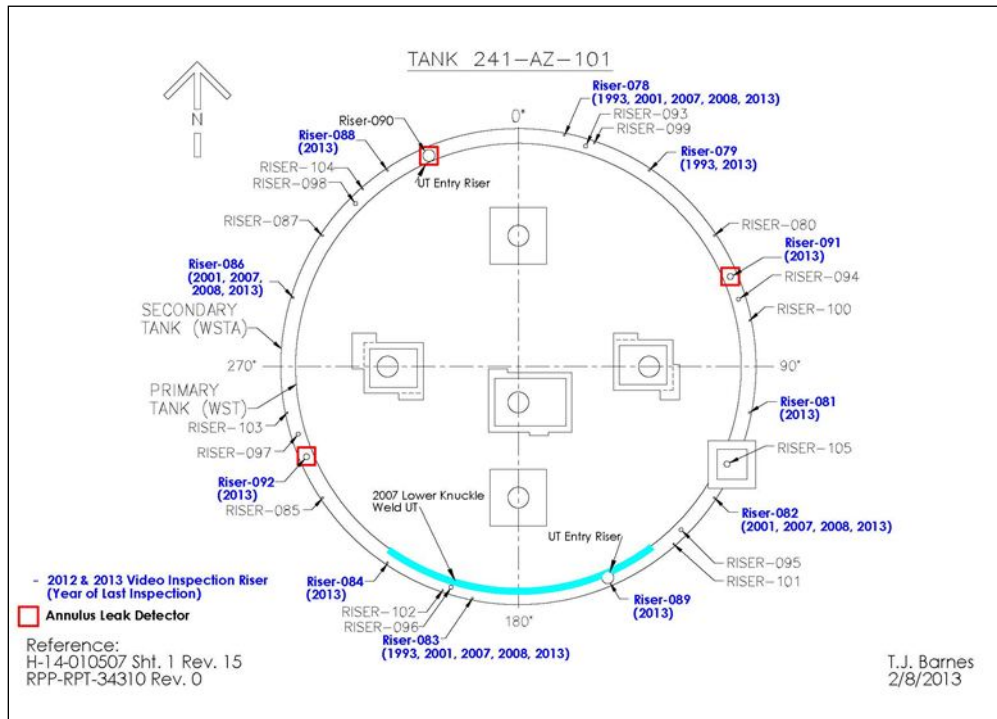 TANK 241-AZ-101
N
0°
Riser-078
(1993, 2001, 2007, 2008, 2013)
RISER-093
RISER-099
Riser-079
(1993, 2013)
Riser-090
Riser-088
(2013)
UT Entry Riser
RISER-104
RISER-098
RISER-087
RISER-080
Riser-091
(2013)
RISER-094
RISER-100
Riser-086
(2001, 2007,
2008, 2013)
SECONDARY
TANK (WSTA)
270°
90°
PRIMARY
TANK (WST)
RISER-103
RISER-097
Riser-092
(2013)
RISER-085
Riser-081
(2013)
RISER-105
Riser-082
(2001, 2007, 2008, 2013)
RISER-095
RISER-101
2007 Lower Knuckle
Weld UT
UT Entry Riser
Riser-084
(2013)
RISER-102
RISER-096
Riser-083
(1993, 2001, 2007, 2008, 2013)
180°
Riser-089
(2013)
- 2012 & 2013 Video Inspection Riser
(Year of Last Inspection)
Annulus Leak Detector
Reference:
H-14-010507 Sht. 1 Rev. 15
RPP-RPT-34310 Rev. 0
T.J. Barnes
2/8/2013